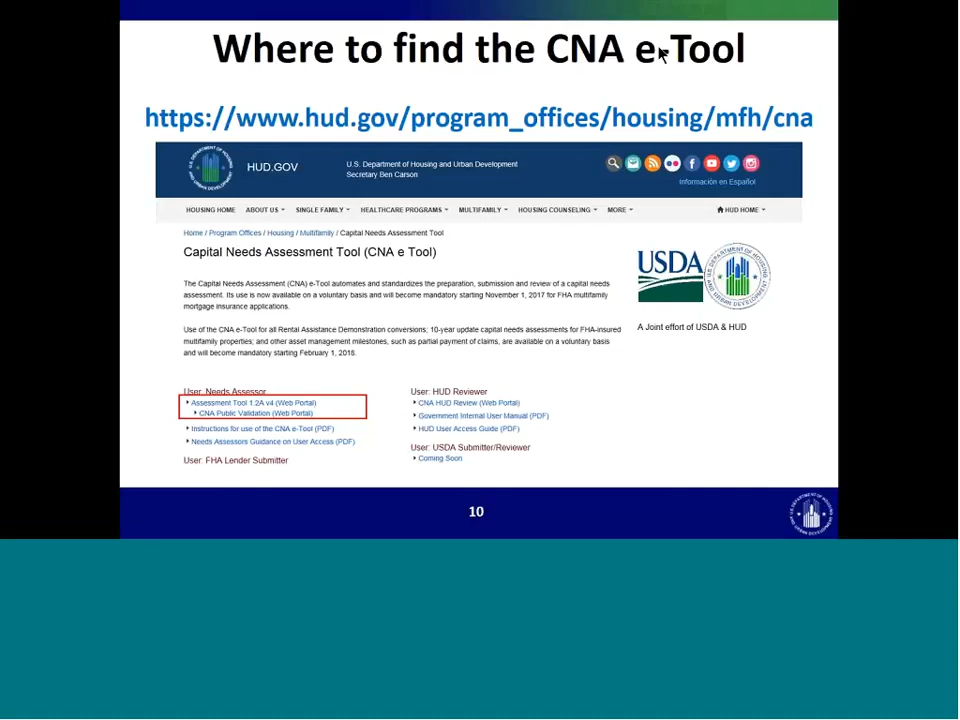 Where to find the CNA e-Tool
https://www.hud.gov/program_offices/housing/mfh/cna
HUD.GOV
U.S. Department of Housing and Urban Development
Secretary Ben Carson
Información en Español
HOUSING HOME ABOUT US SINGLE FAMILY HEALTHCARE PROGRAMS MULTIFAMILY HOUSING COUNSELING MORE HUD HOME
Home / Program Offices / Housing / Multifamily / Capital Needs Assessment Tool
Capital Needs Assessment Tool (CNA e Tool)
The Capital Needs Assessment (CNA) e-Tool automates and standardizes the preparation, submission and review of a capital needs
assessment. Its use is now available on a voluntary basis and will become mandatory starting November 1, 2017 for FHA multifamily
mortgage insurance applications.
Use of the CNA e-Tool for all Rental Assistance Demonstration conversions; 10-year update capital needs assessments for FHA-insured
multifamily properties; and other asset management milestones, such as partial payment of claims, are available on a voluntary basis
and will become mandatory starting February 1, 2018.
USDA
A Joint effort of USDA & HUD
User: Needs Assessor
Assessment Tool 1.2A v4 (Web Portal)
CNA Public Validation (Web Portal)
Instructions for use of the CNA e-Tool (PDF)
Needs Assessors Guidance on User Access (PDF)
User: FHA Lender Submitter
User: HUD Reviewer
CNA HUD Review (Web Portal)
Government Internal User Manual (PDF)
HUD User Access Guide (PDF)
User: USDA Submitter/Reviewer
Coming Soon
10